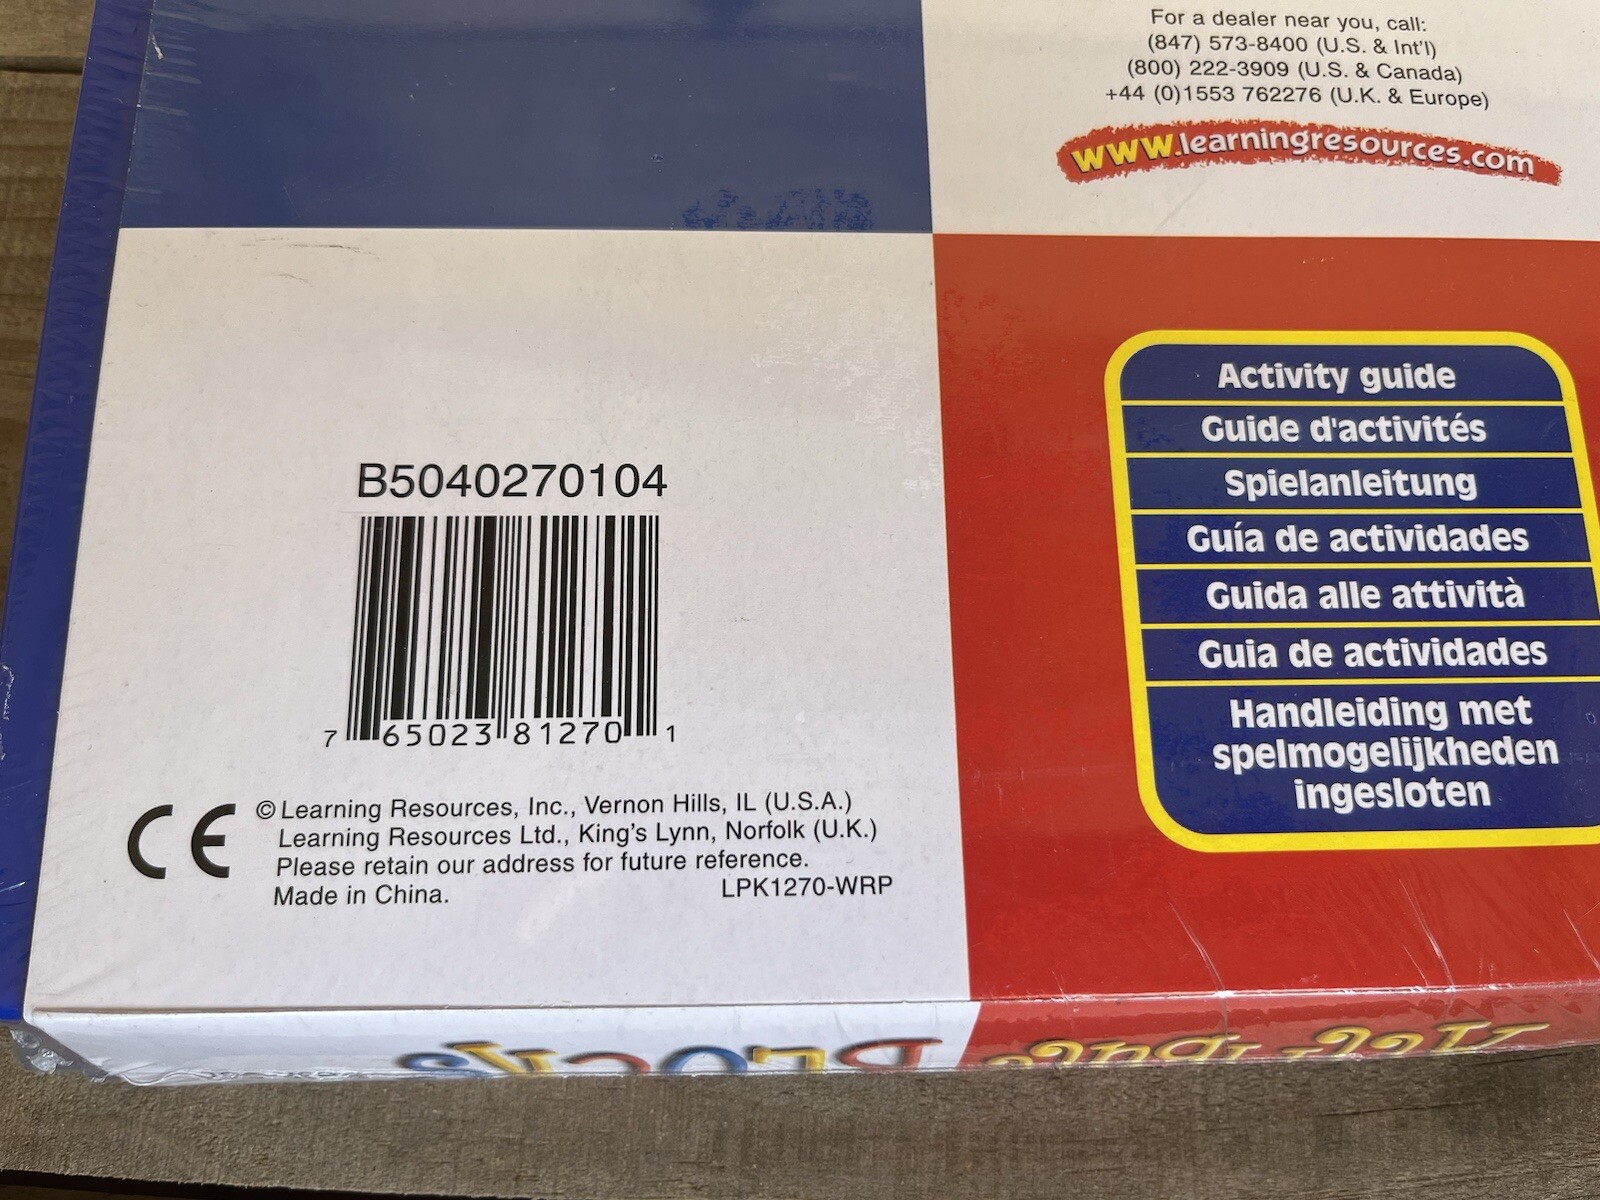 For a dealer near you, call:
(847) 573-8400 (U.S. & Int'l)
(800) 222-3909 (U.S. & Canada)
+44 (0)1553 762276 (U.K. & Europe)
www.learningresources.com
Activity guide
Guide d'activités
Spielanleitung
Guía de actividades
Guida alle attività
Guia de actividades
Handleiding met
spelmogelijkheden
ingesloten
B5040270104
7 65023 81270 1
CE
© Learning Resources, Inc., Vernon Hills, IL (U.S.A.)
Learning Resources Ltd., King's Lynn, Norfolk (U.K.)
Please retain our address for future reference.
Made in China.
LPK1270-WRP
Blocks